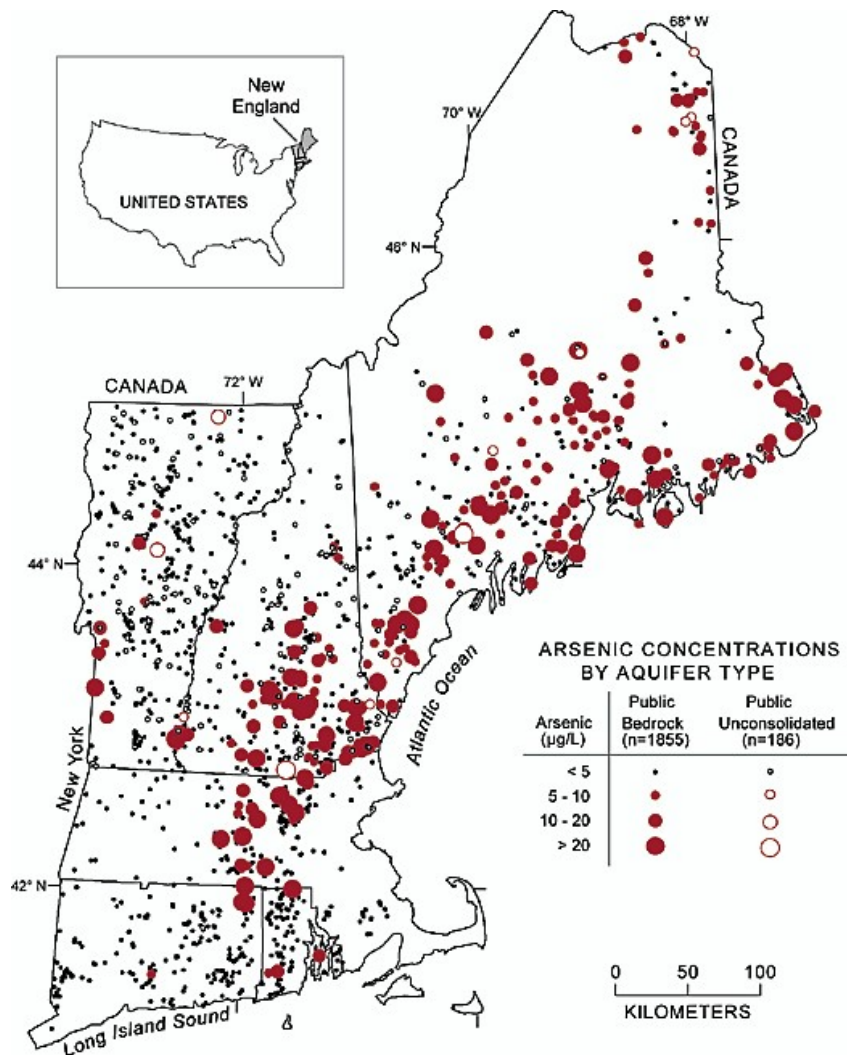 68° W
New
England
70° W
CANADA
UNITED STATES
46° N
CANADA
72° W
44° N
Atlantic Ocean
ARSENIC CONCENTRATIONS
BY AQUIFER TYPE
Arsenic
(µg/L)
Public
Bedrock
(n=1855)
Public
Unconsolidated
(n=186)
< 5
5 - 10
10 - 20
> 20
New York
42° N
0 50 100
KILOMETERS
Long Island Sound